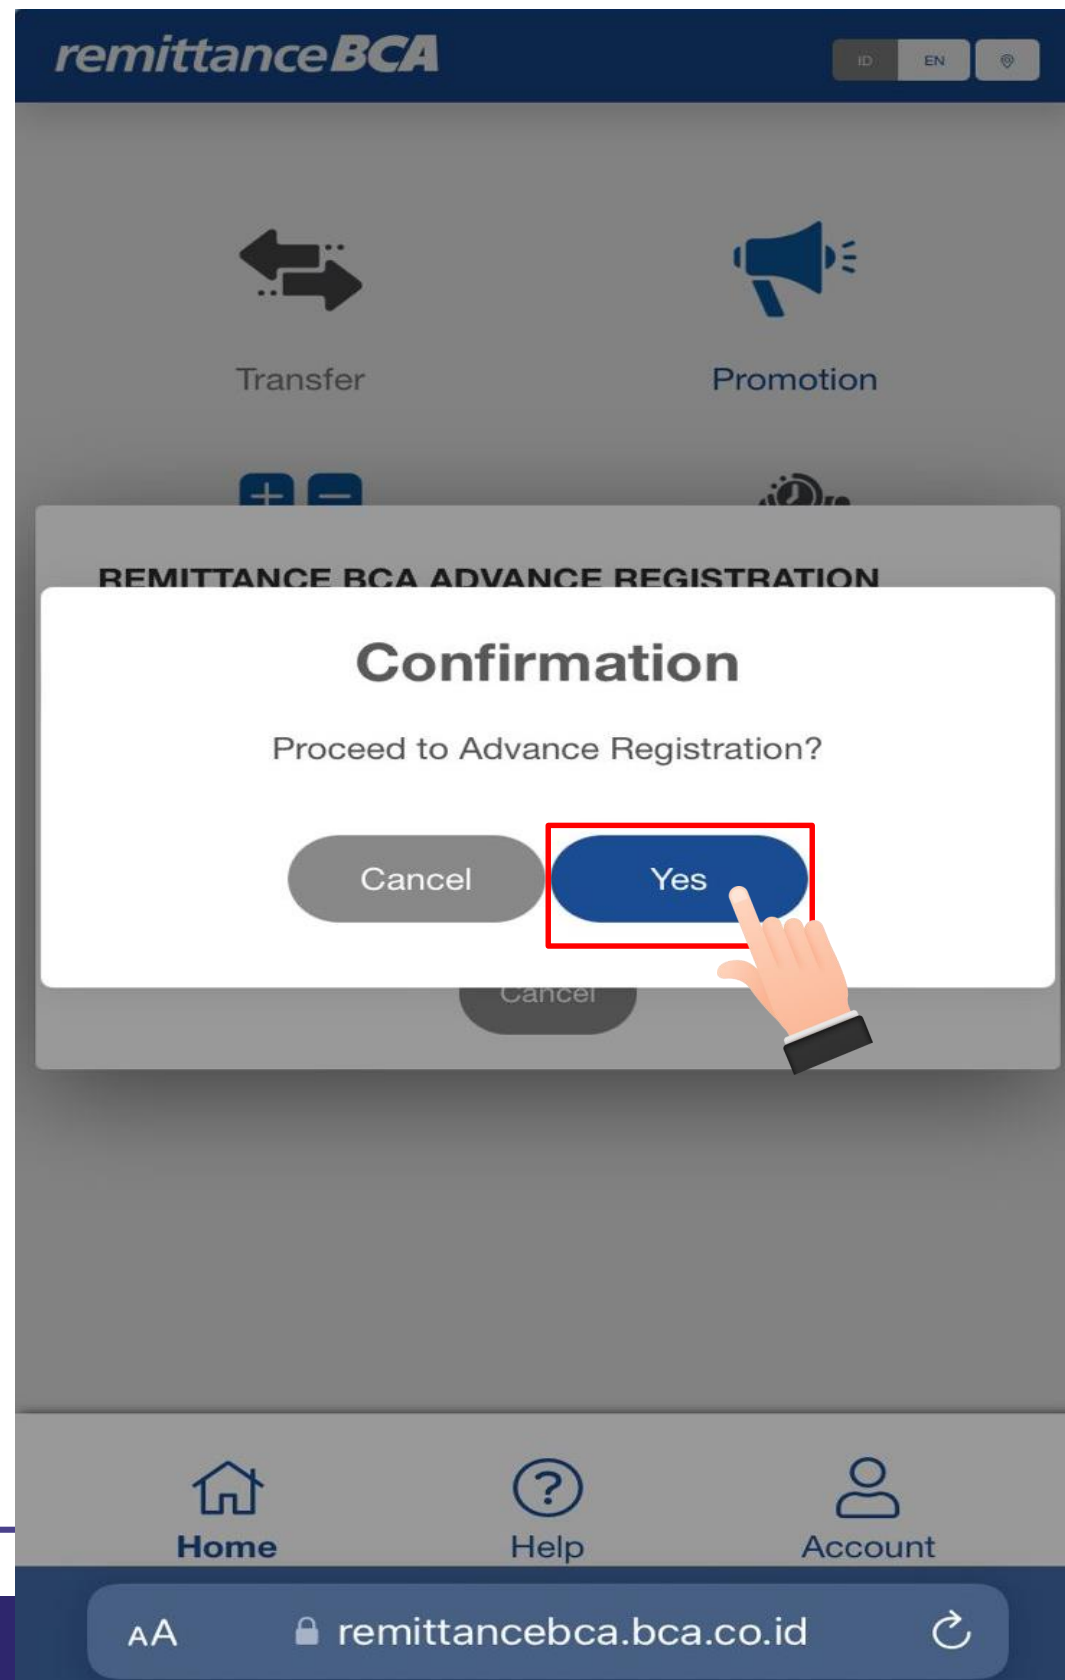 remittanceBCA
ID EN
Transfer
Promotion
REMITTANCE BCA ADVANCE REGISTRATION
Confirmation
Proceed to Advance Registration?
Cancel
Yes
Cancel
Home
Help
Account
AA remittancebca.bca.co.id